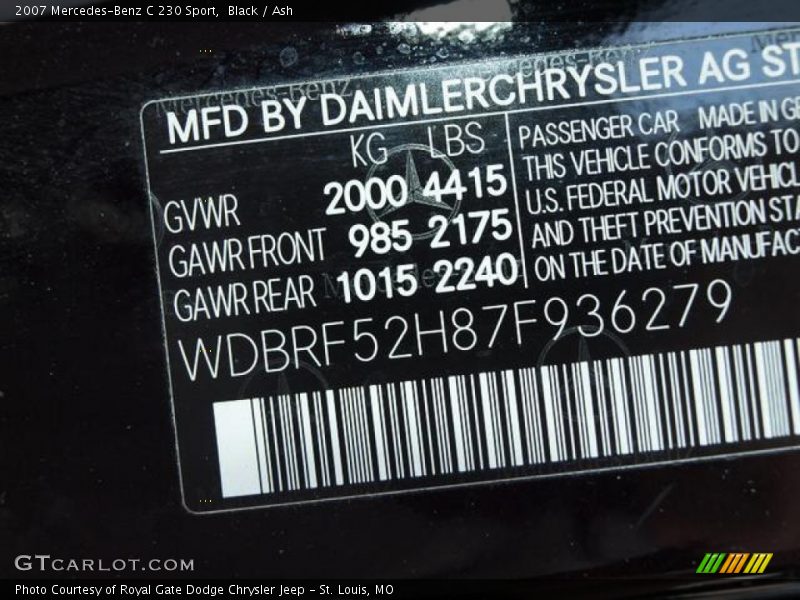 2007 Mercedes-Benz C 230 Sport,  Black / Ash
MFD BY DAIMLERCHRYSLER AG ST
KG LBS
GVWR 2000 4415
GAWR FRONT 985 2175
GAWR REAR 1015 2240
PASSENGER CAR MADE IN GE
THIS VEHICLE CONFORMS TO
U.S. FEDERAL MOTOR VEHICL
AND THEFT PREVENTION STA
ON THE DATE OF MANUFAC
WDBRF52H87F936279
GTCARLOT.COM
Photo Courtesy of Royal Gate Dodge Chrysler Jeep - St. Louis, MO